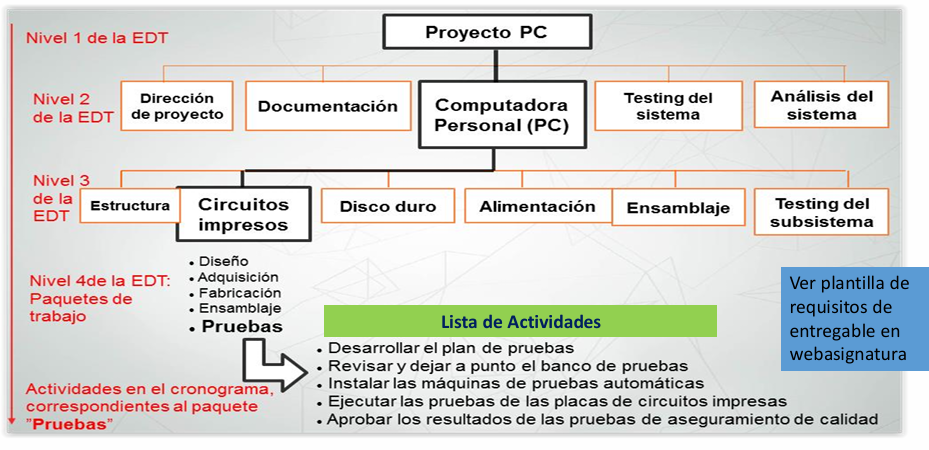 Nivel 1 de la EDT
Proyecto PC
Nivel 2
de la EDT
Dirección
de proyecto
Documentación
Computadora
Personal (PC)
Testing del
sistema
Análisis del
sistema
Nivel 3
de la
EDT
Estructura
Circuitos
impresos
Disco duro
Alimentación
Ensamblaje
Testing del
subsistema
Nivel 4de la EDT:
Paquetes de
trabajo
• Diseño
• Adquisición
• Fabricación
• Ensamblaje
• Pruebas
Ver plantilla de
requisitos de
entregable en
webasignatura
Lista de Actividades
• Desarrollar el plan de pruebas
• Revisar y dejar a punto el banco de pruebas
• Instalar las máquinas de pruebas automáticas
• Ejecutar las pruebas de las placas de circuitos impresas
• Aprobar los resultados de las pruebas de aseguramiento de calidad
Actividades en el cronograma,
correspondientes al paquete
"Pruebas"